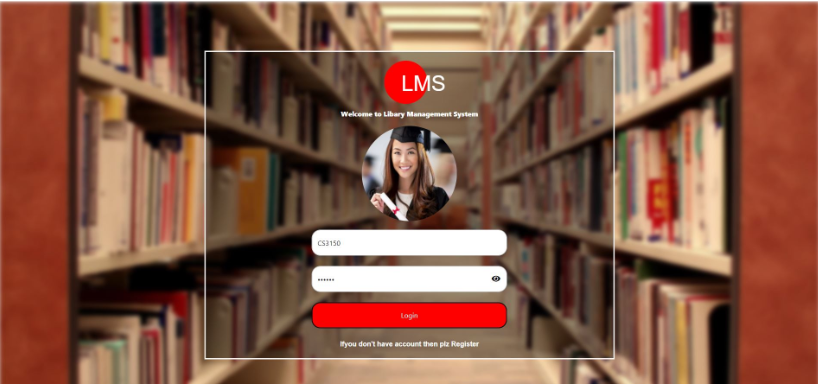 LMS
Welcome to Libary Management System
CS3150
••••••
Login
Ifyou don't have account then plz Register